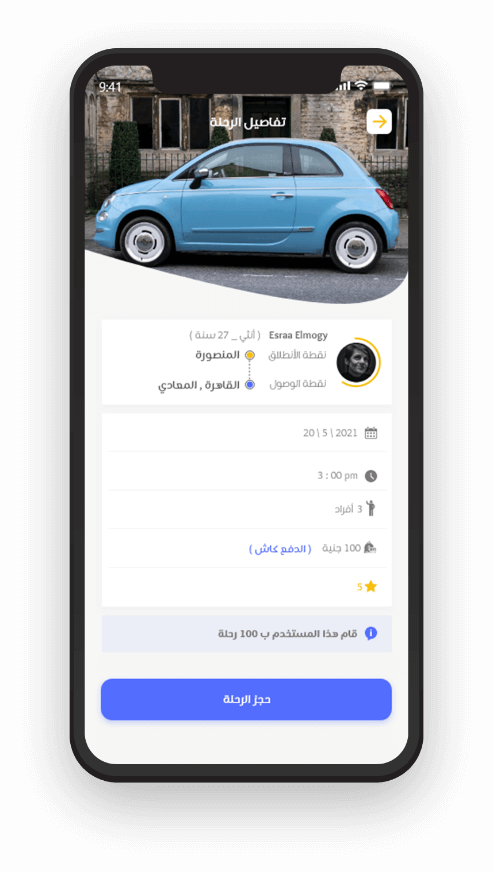 9:41
تفاصيل الرحلة
Esraa Elmogy ( أنثي _ 27 سنة )
نقطة الأنطلاق المنصورة
نقطة الوصول القاهرة , المعادي
20 \ 5 \ 2021
3 : 00 pm
3 أفراد
100 جنية ( الدفع كاش )
5
قام هذا المستخدم ب 100 رحلة
حجز الرحلة